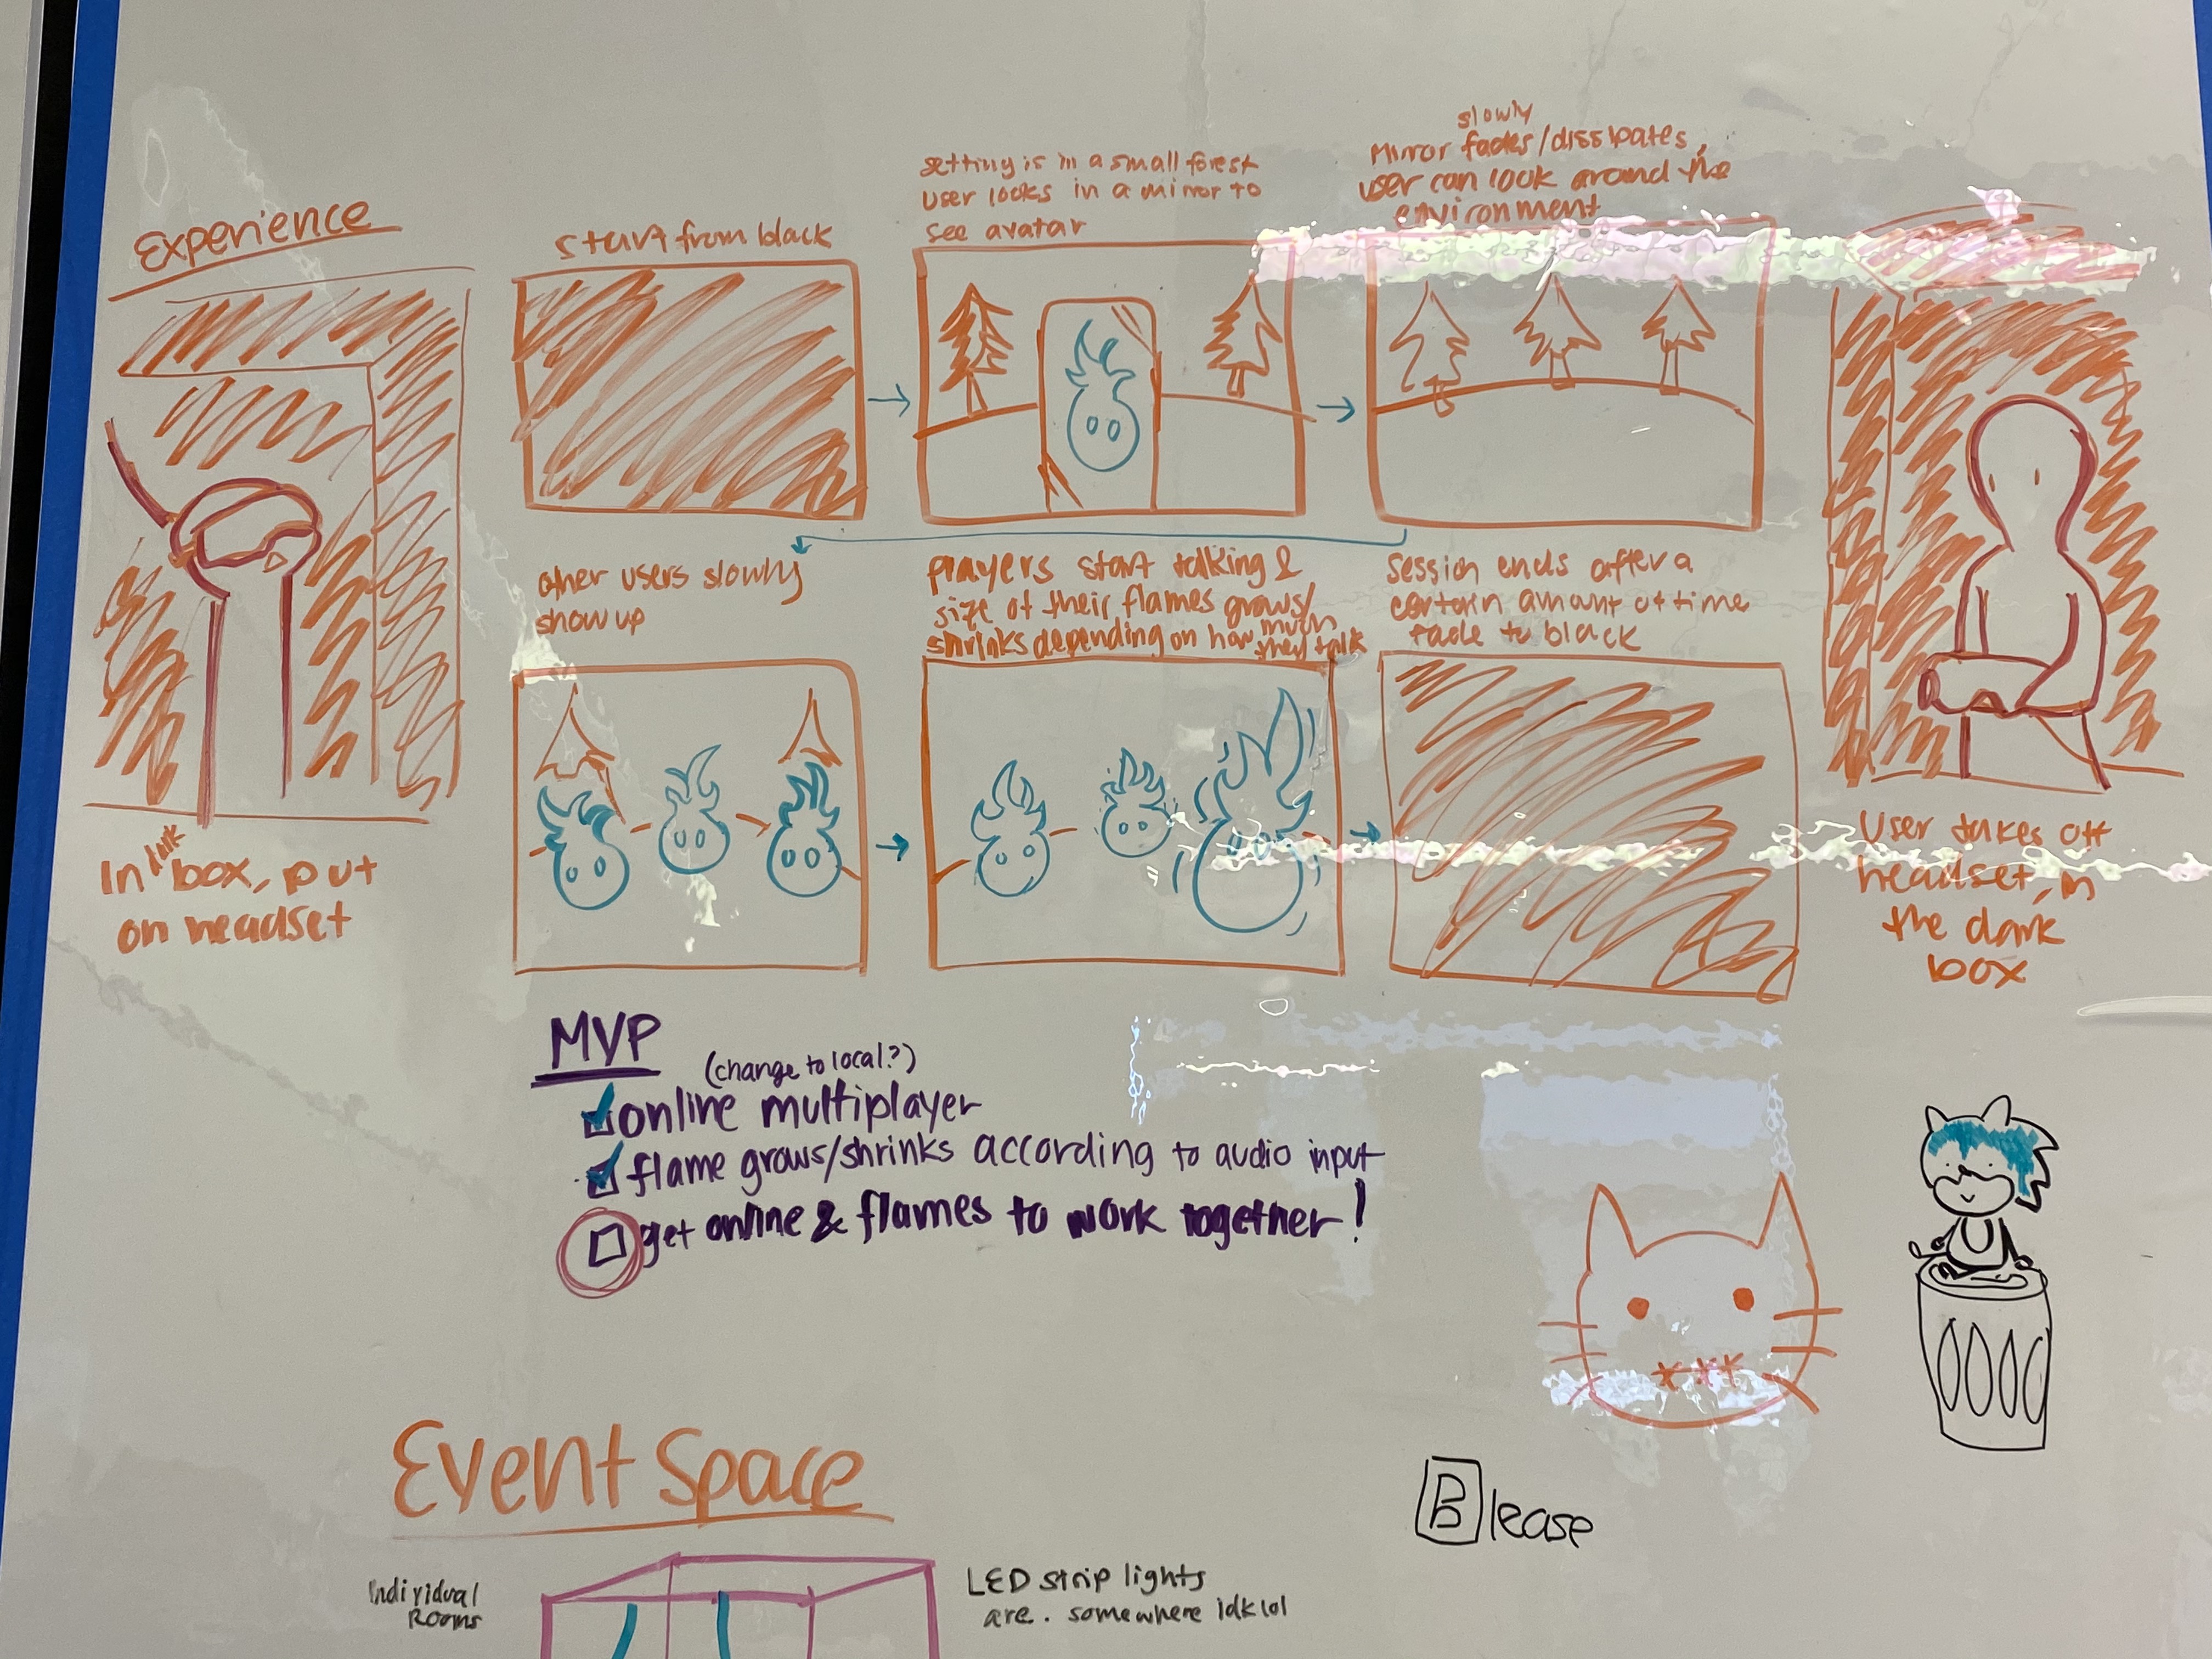 Experience
In dark box, put
on headset
start from black
setting is in a small forest
user looks in a mirror to
see avatar
slowly
Mirror fades/dissipates,
user can look around the
environment
other users slowly
show up
players start talking &
size of their flames grows/
shrinks depending on how much
they talk
session ends after a
certain amount of time
fade to black
User takes off
headset, in
the dark
box
MVP
(change to local?)
online multiplayer
flame grows/shrinks according to audio input
get online & flames to work together!
Blease
Event Space
Individual
Rooms
LED strip lights
are. somewhere idk lol